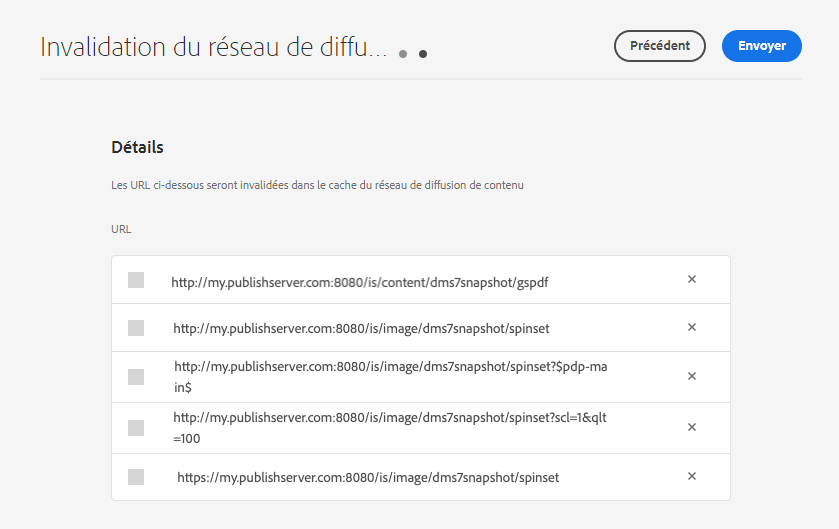 Invalidation du réseau de diffu...
Précédent
Envoyer
Détails
Les URL ci-dessous seront invalidées dans le cache du réseau de diffusion de contenu
URL
http://my.publishserver.com:8080/is/content/dms7snapshot/gspdf
http://my.publishserver.com:8080/is/image/dms7snapshot/spinset
http://my.publishserver.com:8080/is/image/dms7snapshot/spinset?$pdp-ma
in$
http://my.publishserver.com:8080/is/image/dms7snapshot/spinset?scl=1&qlt
=100
https://my.publishserver.com:8080/is/image/dms7snapshot/spinset